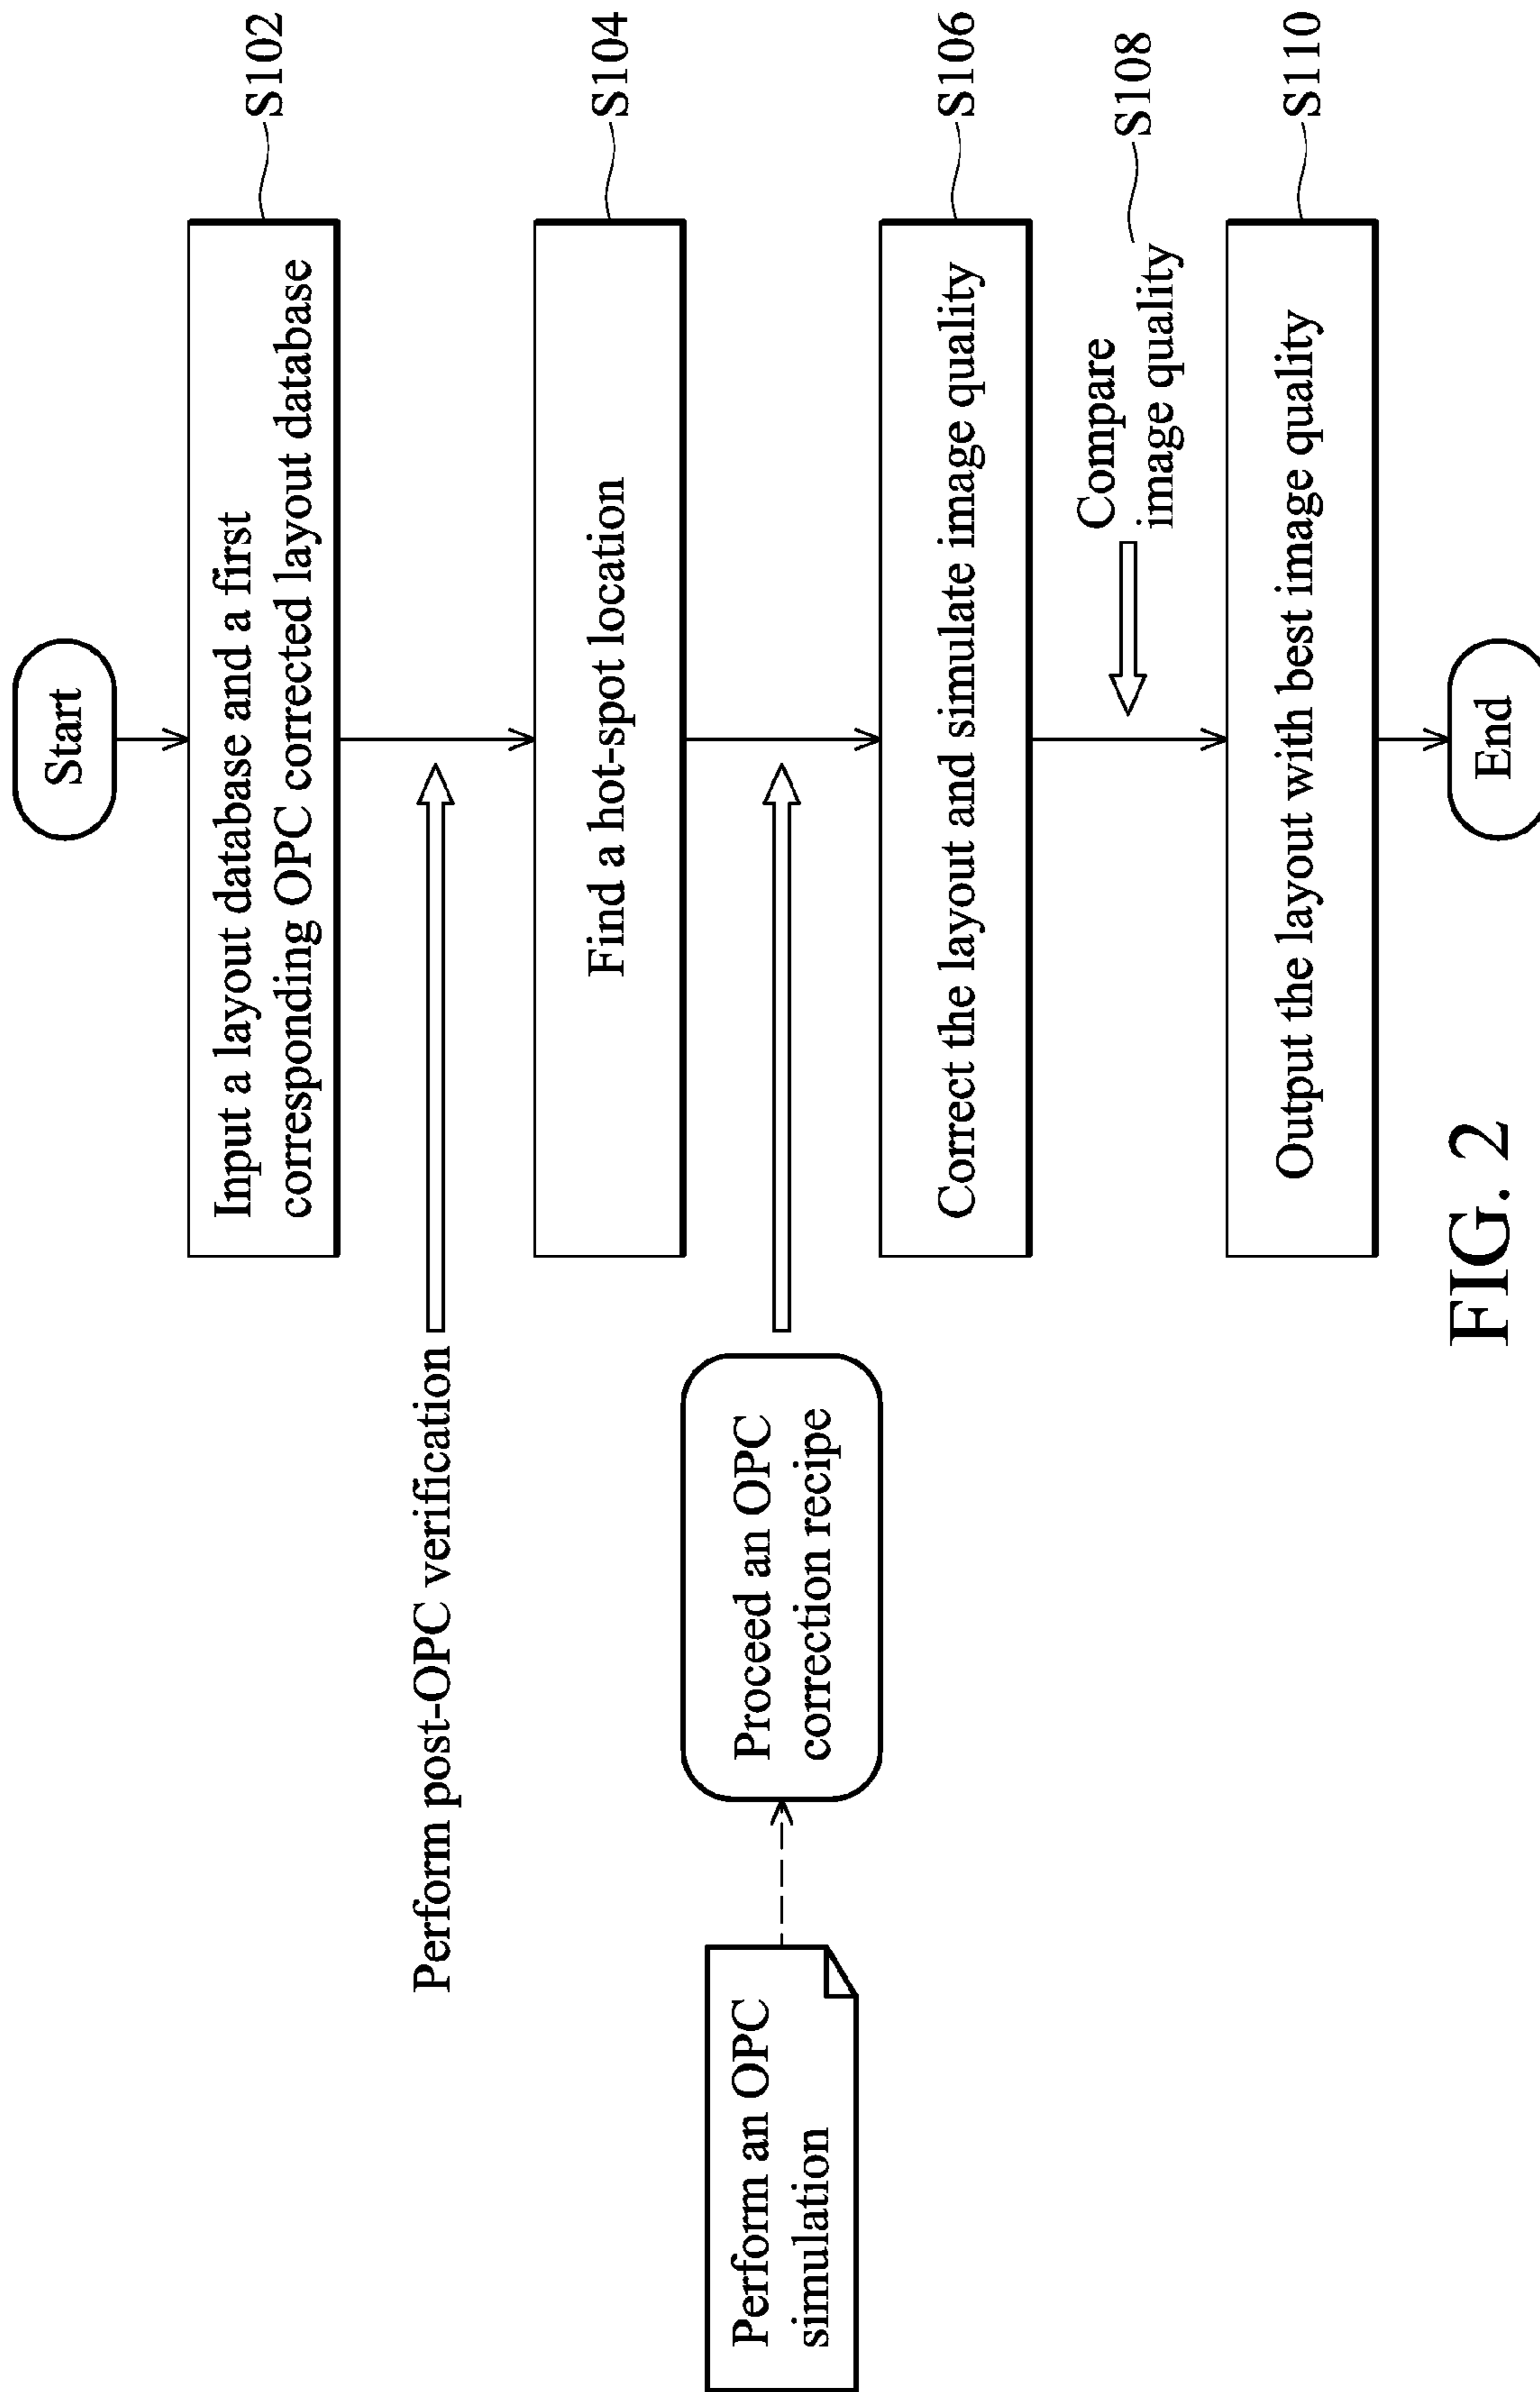 Start
Input a layout database and a first
corresponding OPC corrected layout database
S102
Perform post-OPC verification
Find a hot-spot location
S104
Perform an OPC
simulation
Proceed an OPC
correction recipe
Correct the layout and simulate image quality
S106
Compare
image quality
S108
Output the layout with best image quality
S110
End
FIG. 2